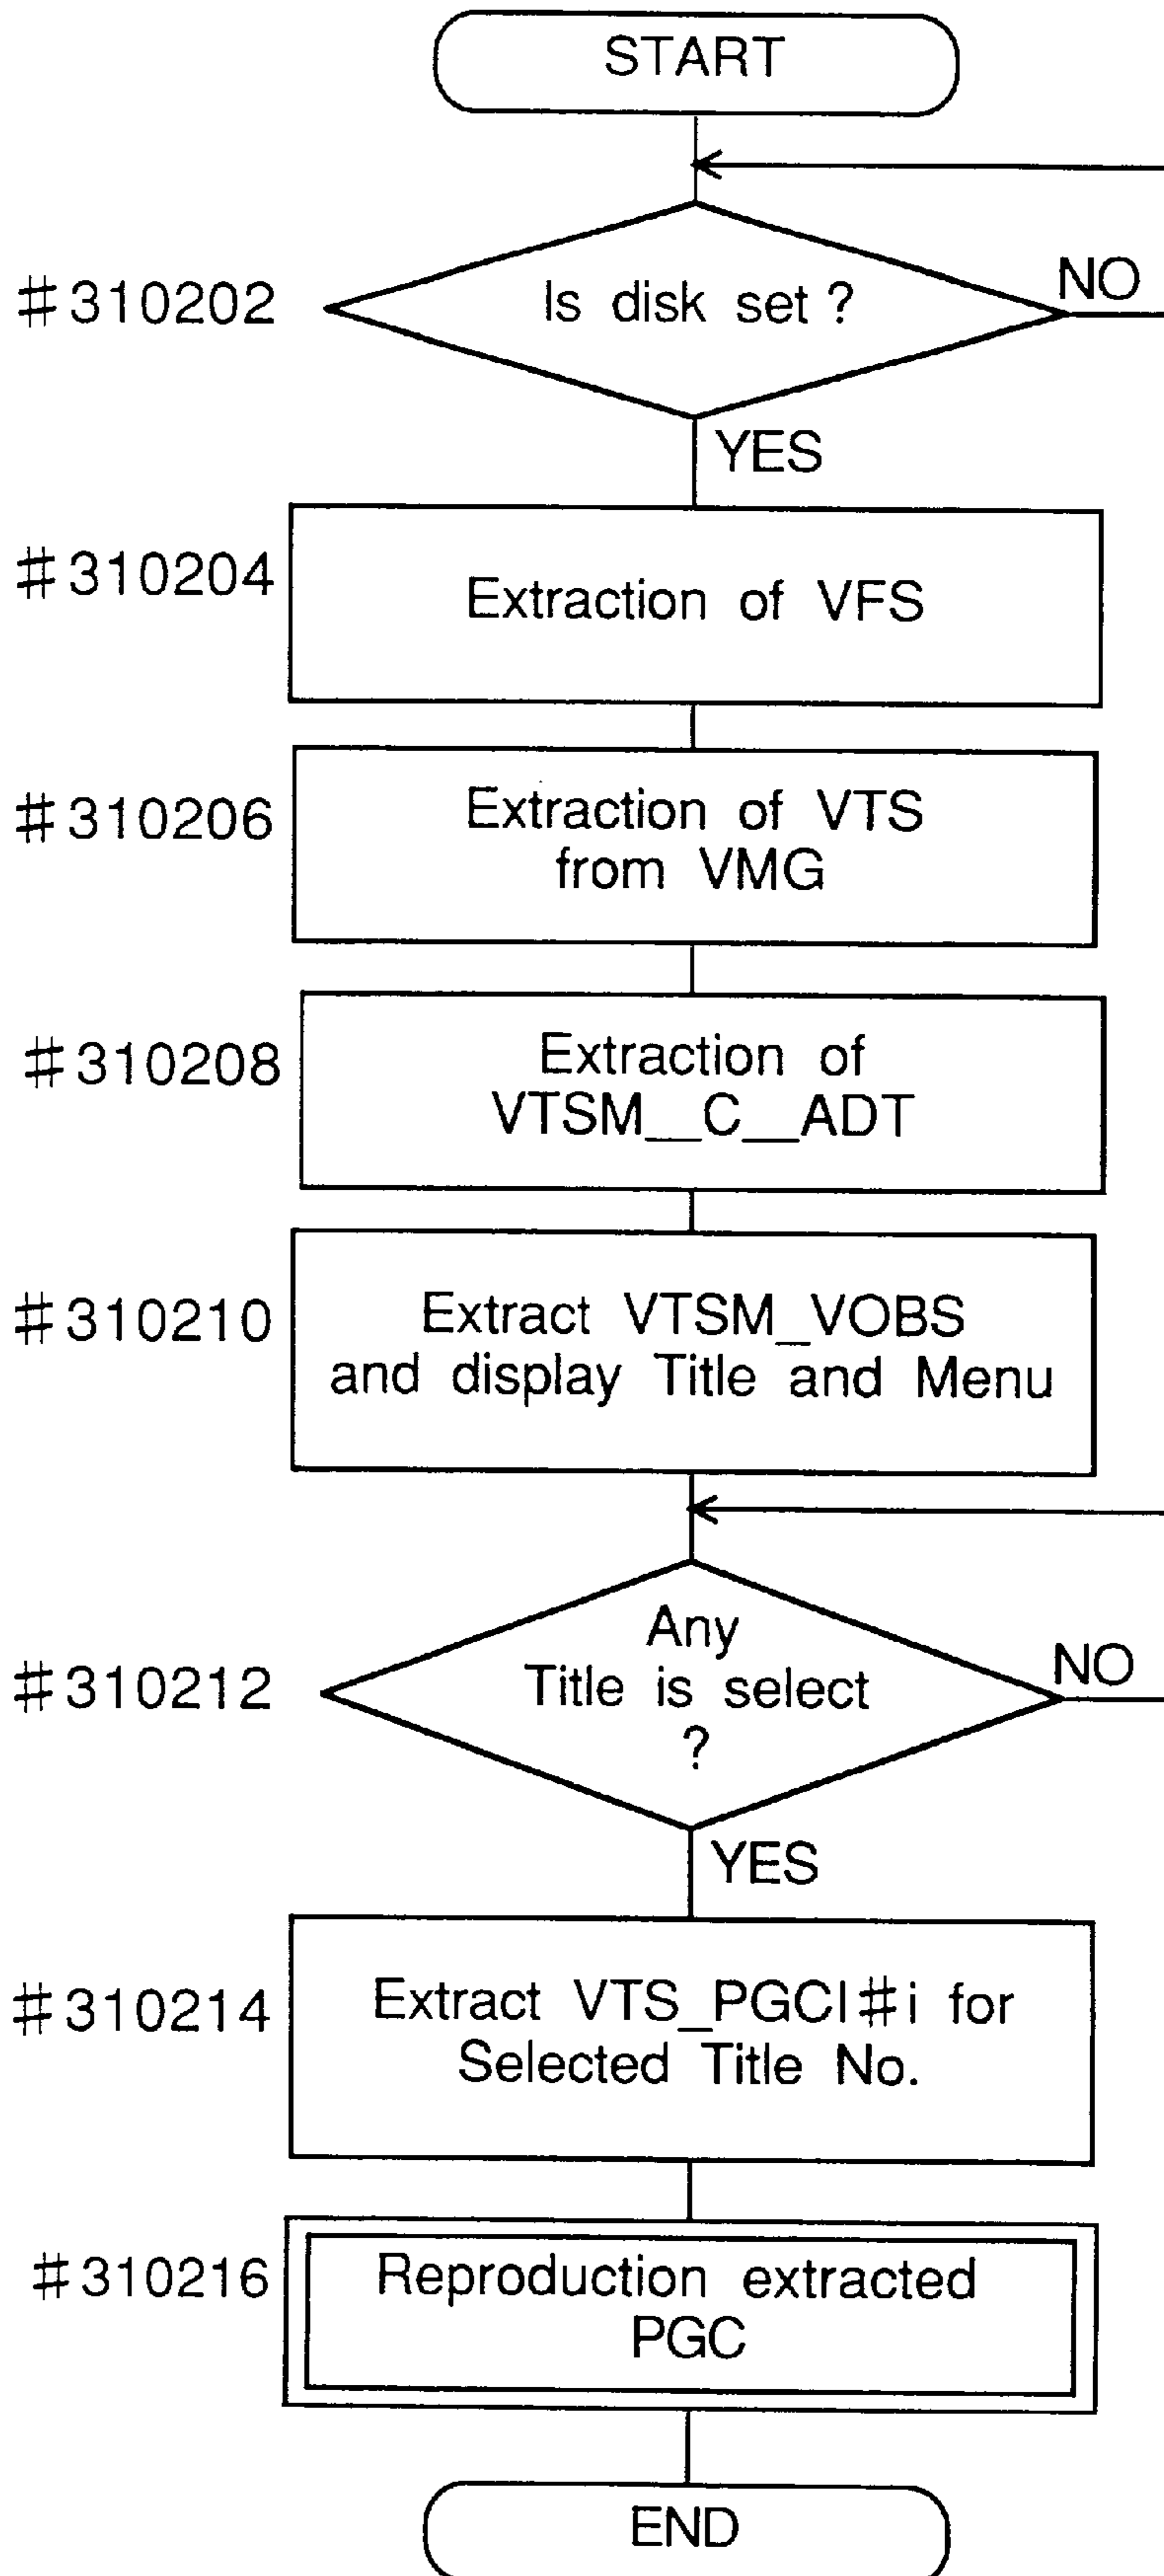 START
#310202
Is disk set ?
NO
YES
#310204
Extraction of VFS
#310206
Extraction of VTS
from VMG
#310208
Extraction of
VTSM__C__ADT
#310210
Extract VTSM_VOBS
and display Title and Menu
#310212
Any
Title is select
?
NO
YES
#310214
Extract VTS_PGCI#i for
Selected Title No.
#310216
Reproduction extracted
PGC
END